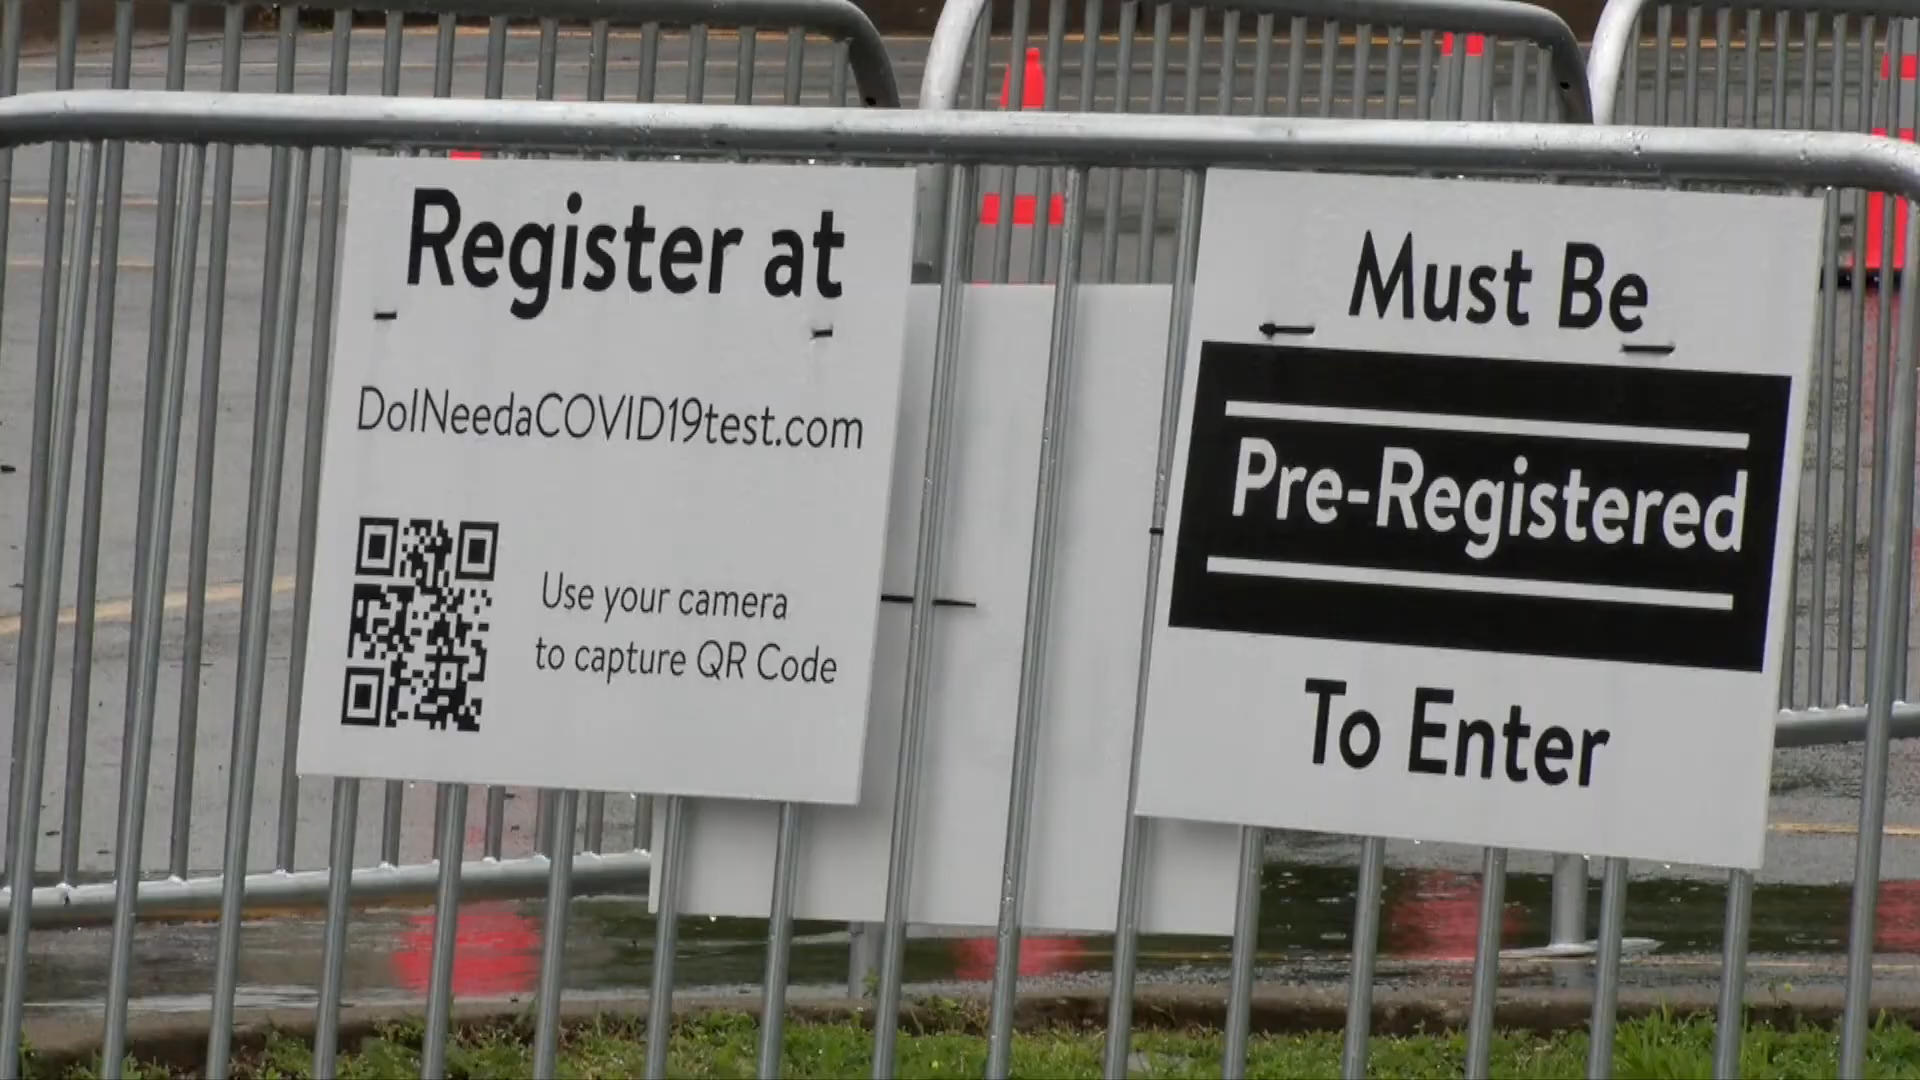 Register at
DoINeedaCOVID19test.com
Use your camera
to capture QR Code
Must Be
Pre-Registered
To Enter